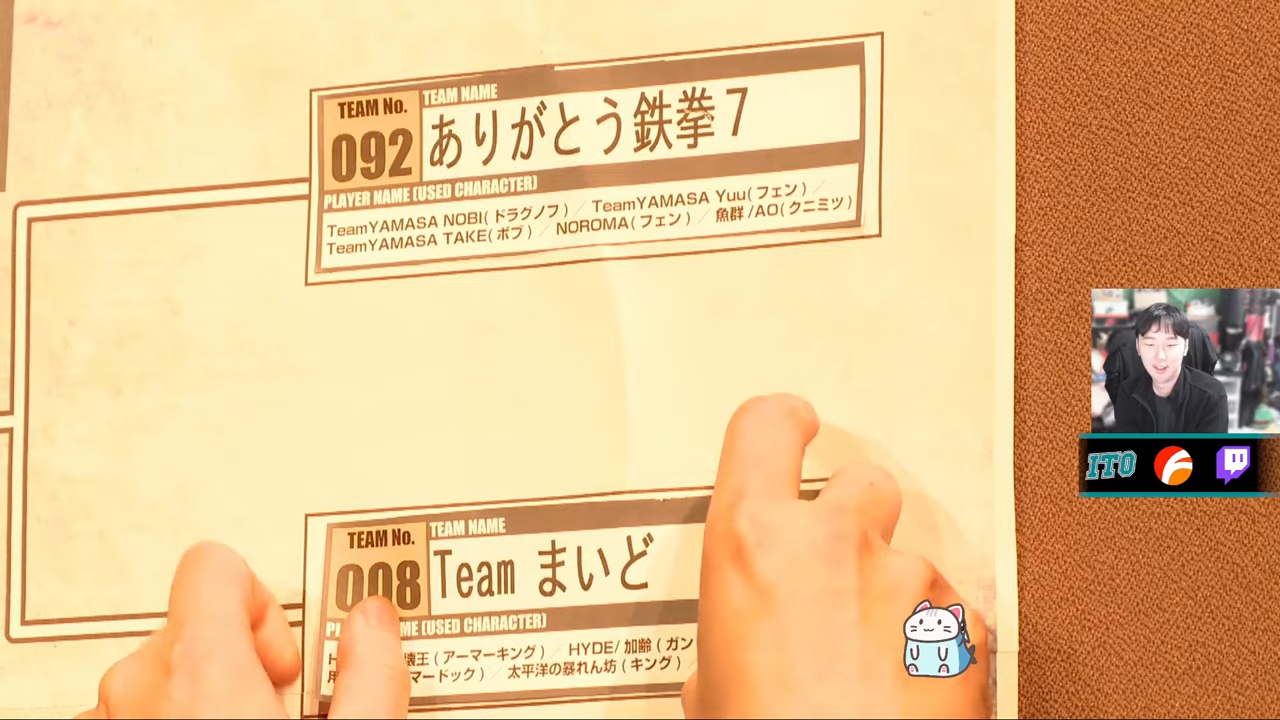 TEAM No.
092
TEAM NAME
ありがとう鉄拳7
PLAYER NAME (USED CHARACTER)
TeamYAMASA NOBI(ドラグノフ) / TeamYAMASA Yuu(フェン) /
TeamYAMASA TAKE(ボブ) / NOROMA(フェン) / 魚群/AO(クニミツ)
TEAM No.
008
TEAM NAME
Team まいど
ME (USED CHARACTER)
壊王(アーマーキング) / HYDE/加齢(ガン
マードック) / 太平洋の暴れん坊(キング) /
ITO